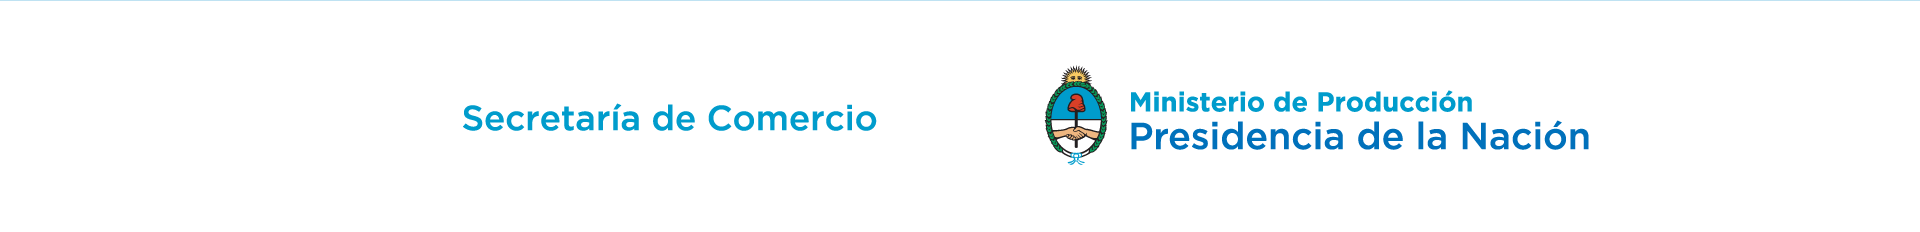 Secretaría de Comercio
Ministerio de Producción
Presidencia de la Nación